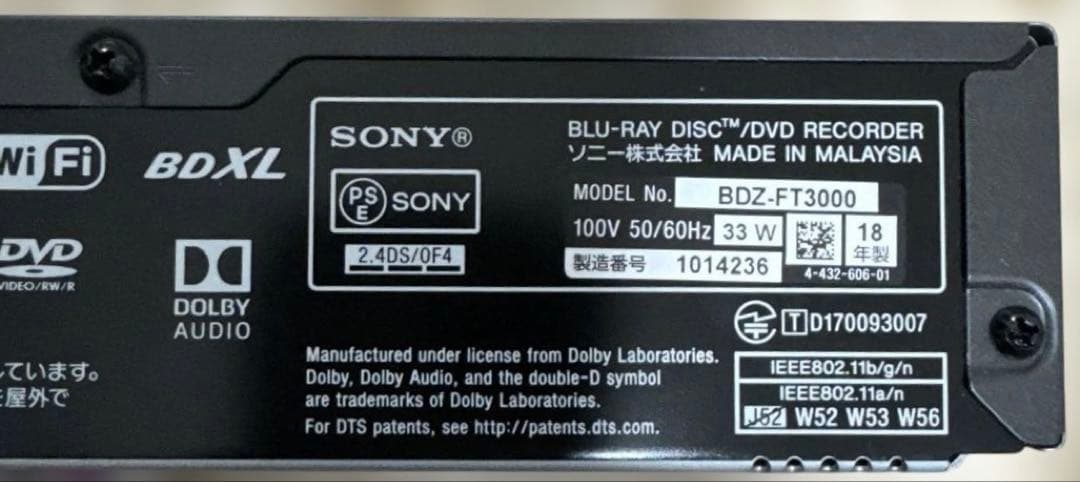 Wi Fi
BDXL
DVD
VIDEO/RW/R
DOLBY
AUDIO
しています。
屋外で
SONY®
BLU-RAY DISC™/DVD RECORDER
ソニー株式会社 MADE IN MALAYSIA
PS E SONY
MODEL No. BDZ-FT3000
2.4DS/OF4
100V 50/60Hz 33 W
18年製
製造番号 1014236
4-432-606-01
T D170093007
Manufactured under license from Dolby Laboratories.
Dolby, Dolby Audio, and the double-D symbol
are trademarks of Dolby Laboratories.
For DTS patents, see http://patents.dts.com.
IEEE802.11b/g/n
IEEE802.11a/n
J52 W52 W53 W56